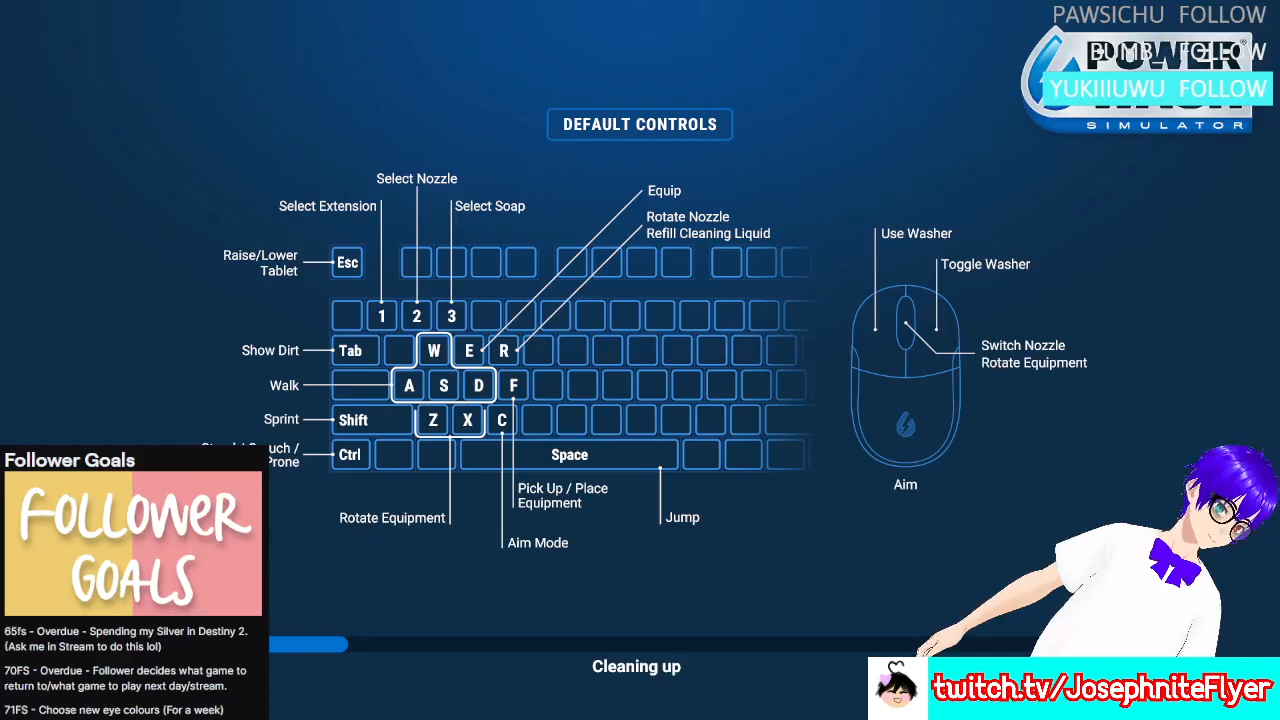 PAWSICHU FOLLOW
FOLLOW
YUKIIIUWU FOLLOW
POWER
SIMULATOR
DEFAULT CONTROLS
Select Nozzle
Select Extension
Select Soap
Equip
Rotate Nozzle
Refill Cleaning Liquid
Raise/Lower
Tablet
Esc
1 2 3
Show Dirt
Tab W E R
Walk
A S D F
Sprint
Shift Z X C
Prone
Ctrl Space
Pick Up / Place
Equipment
Rotate Equipment
Jump
Aim Mode
Use Washer
Toggle Washer
Switch Nozzle
Rotate Equipment
Aim
Follower Goals
FOLLOWER
GOALS
65fs - Overdue - Spending my Silver in Destiny 2.
(Ask me in Stream to do this lol)
70FS - Overdue - Follower decides what game to
return to/what game to play next day/stream.
71FS - Choose new eye colours (For a week)
Cleaning up
twitch.tv/JosephniteFlyer